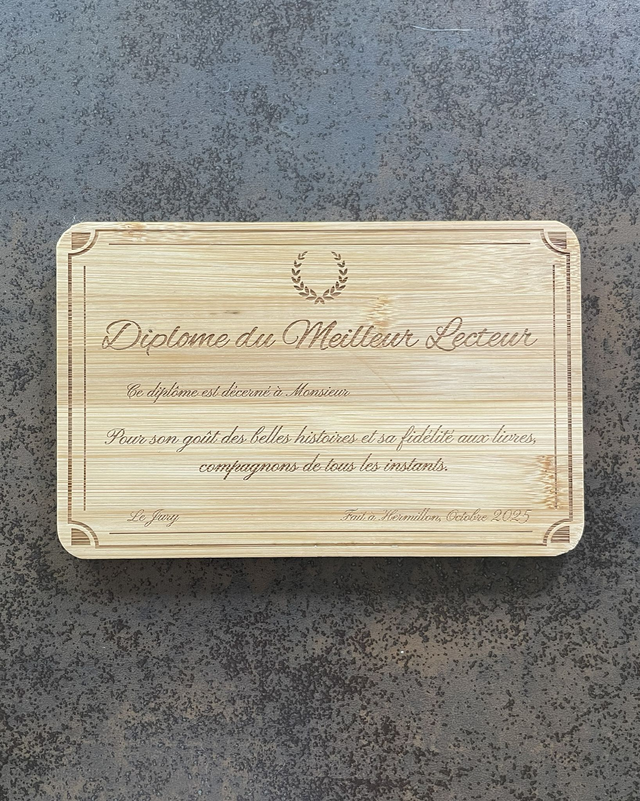 Diplome du Meilleur Lecteur
Ce diplôme est décerné à Monsieur
Pour son goût des belles histoires et sa fidélité aux livres,
compagnons de tous les instants.
Le Jury
Fait à Hermillon, Octobre 2025